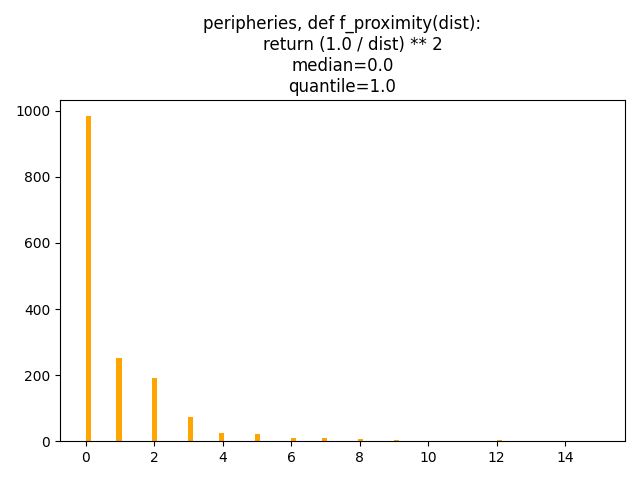 peripheries, def f_proximity(dist):
return (1.0 / dist) ** 2
median=0.0
quantile=1.0
1000
800
600
400
200
0
0 2 4 6 8 10 12 14